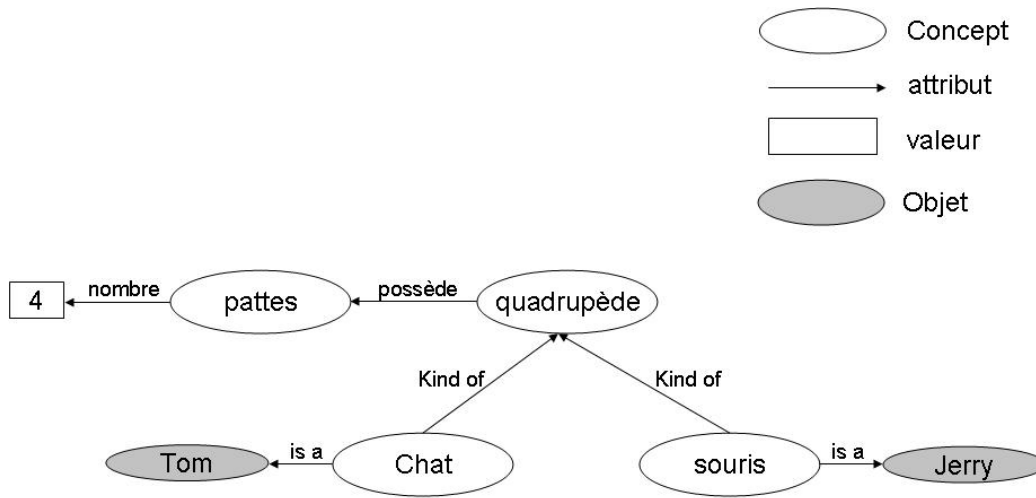 Concept
attribut
valeur
Objet
4
nombre
pattes
possède
quadrupède
Kind of
Kind of
Tom
is a
Chat
souris
is a
Jerry